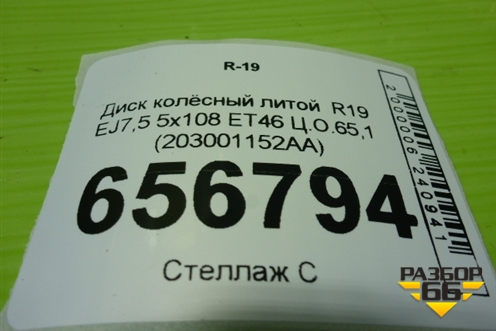 R-19
Диск колёсный литой R19
EJ7,5 5x108 ET46 Ц.О.65,1
(203001152AA)
656794
Стеллаж С
2000006240941
РАЗБОР
66